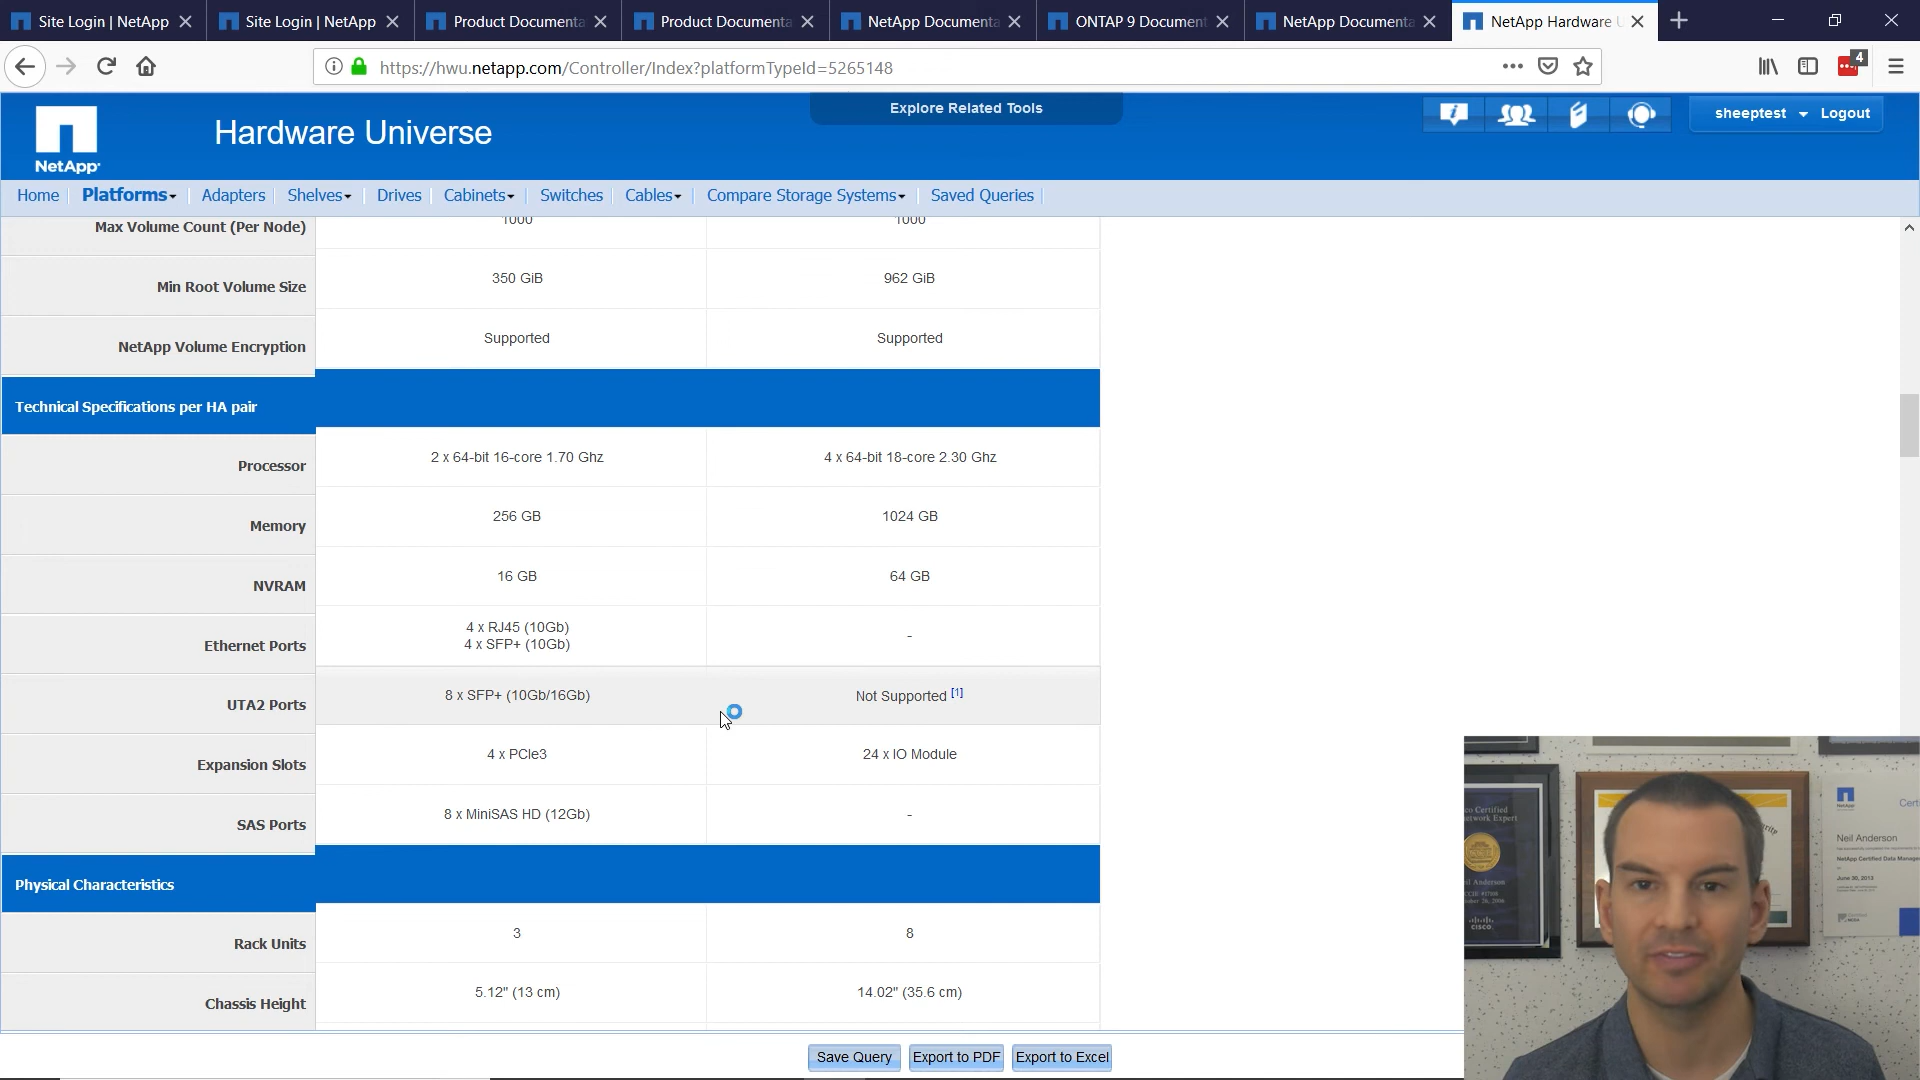 Site Login | NetApp
Site Login | NetApp
Product Documenta
Product Documenta
NetApp Documenta
ONTAP 9 Document
NetApp Documenta
NetApp Hardware U
https://hwu.netapp.com/Controller/Index?platformTypeId=5265148
4
Explore Related Tools
NetApp
Hardware Universe
sheeptest
Logout
Home
Platforms
Adapters
Shelves
Drives
Cabinets
Switches
Cables
Compare Storage Systems
Saved Queries
Max Volume Count (Per Node) 1000 1000
Min Root Volume Size 350 GiB 962 GiB
NetApp Volume Encryption Supported Supported
Technical Specifications per HA pair
Processor 2 x 64-bit 16-core 1.70 Ghz 4 x 64-bit 18-core 2.30 Ghz
Memory 256 GB 1024 GB
NVRAM 16 GB 64 GB
Ethernet Ports 4 x RJ45 (10Gb) -
4 x SFP+ (10Gb)
UTA2 Ports 8 x SFP+ (10Gb/16Gb) Not Supported [1]
Expansion Slots 4 x PCIe3 24 x IO Module
SAS Ports 8 x MiniSAS HD (12Gb) -
Physical Characteristics
Rack Units 3 8
Chassis Height 5.12" (13 cm) 14.02" (35.6 cm)
Save Query
Export to PDF
Export to Excel
Neil Anderson
June 30, 2013
CISCO